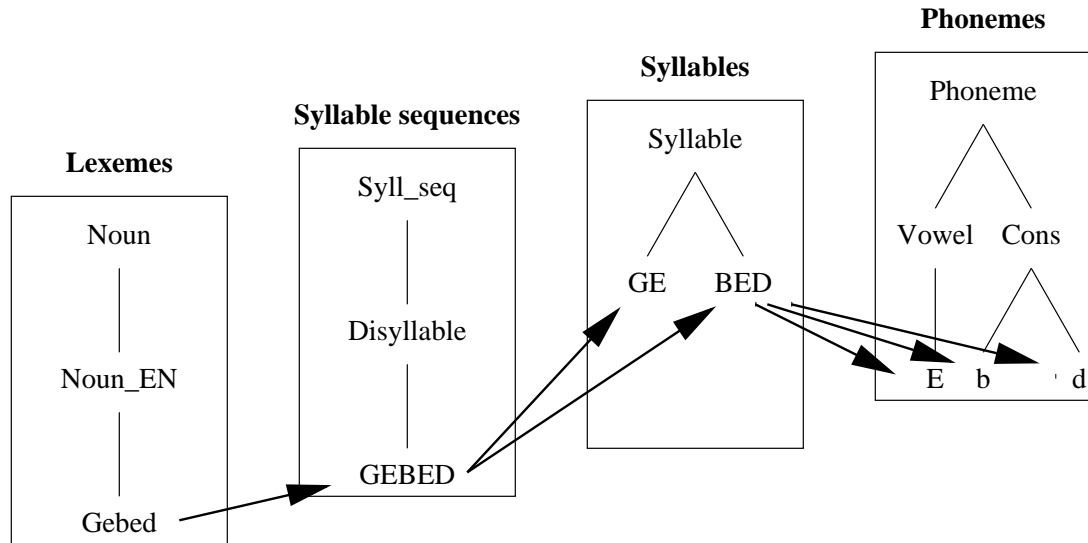 Phonemes
Syllables
Phoneme
Syllable sequences
Syllable
Lexemes
Syll_seq
Noun
Vowel Cons
GE BED
Disyllable
Noun_EN
E b ' d
GEBED
Gebed